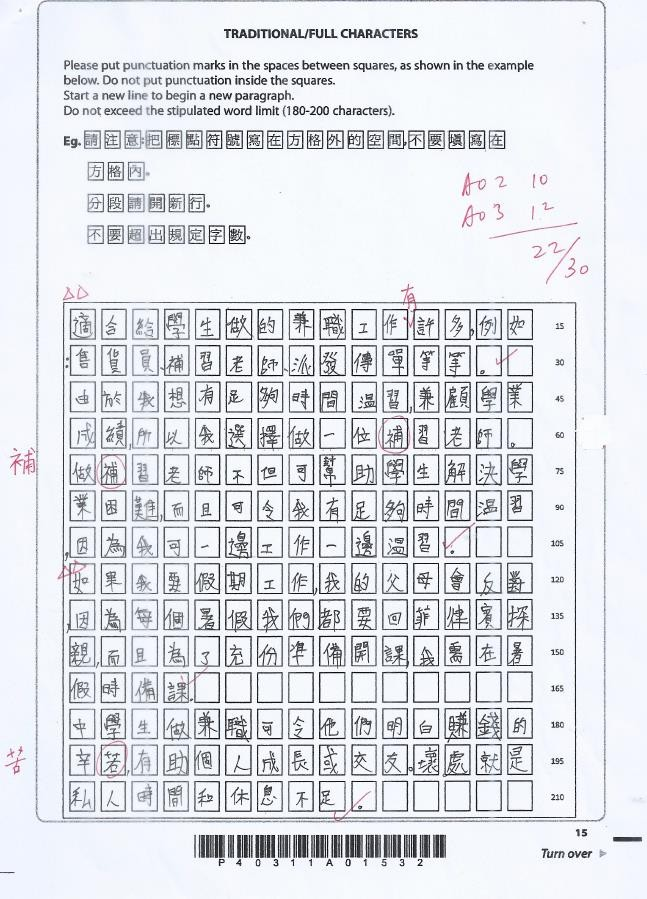 TRADITIONAL/FULL CHARACTERS
Please put punctuation marks in the spaces between squares, as shown in the example
below. Do not put punctuation inside the squares.
Start a new line to begin a new paragraph.
Do not exceed the stipulated word limit (180-200 characters).
Eg. 請注意:把標點符號寫在方格外的空間,不要填寫在
方格內。
分段請開新行。
不要超出規定字數。
AO2 10
AO3 12
22/30
有
適合給學生做的兼職工作許多,例如 15
:售貨員、補習老師、派發傳單等等。 30
由於我想有足夠時間溫習,兼顧學業 45
成績,所以我選擇做一位補習老師。 60
補
做補習老師不但可幫助學生解決學 75
業困難,而且可令我有足夠時間溫習 90
,因為我可一邊工作一邊溫習。 105
如果我要假期工作,我的父母會反對 120
,因為每個暑假我們都要回菲律賓探 135
親,而且為了充份準備開課,我需在暑 150
假時備課。 165
中學生做兼職可令他們明白賺錢的 180
苦
辛苦,有助個人成長或交友。壞處就是 195
私人時間和休息不足。 210
15
P40311A01532
Turn over